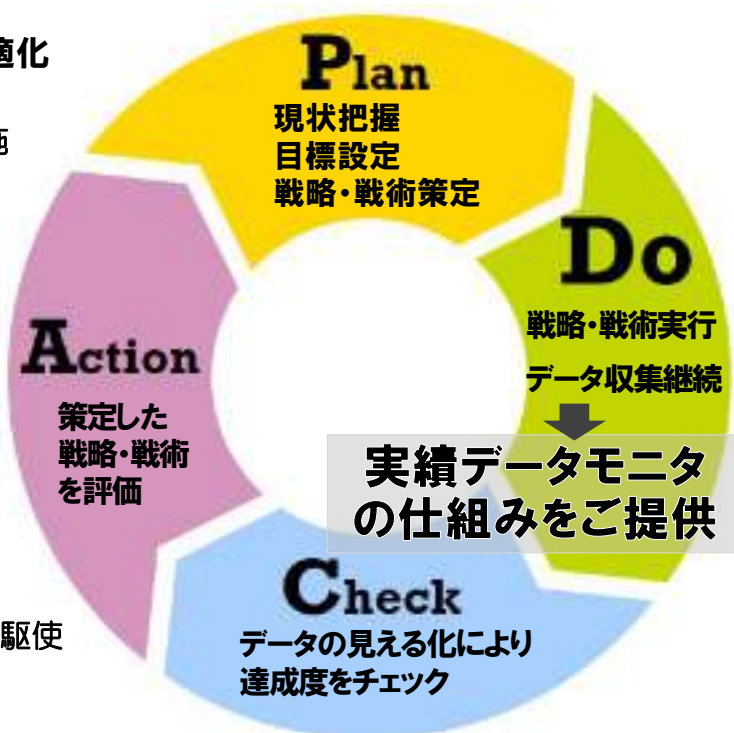 適化
Plan
現状把握
目標設定
戦略・戦術策定
Do
戦略・戦術実行
データ収集継続
実績データモニタ
の仕組みをご提供
Check
データの見える化により
達成度をチェック
Action
策定した
戦略・戦術
を評価
駆使